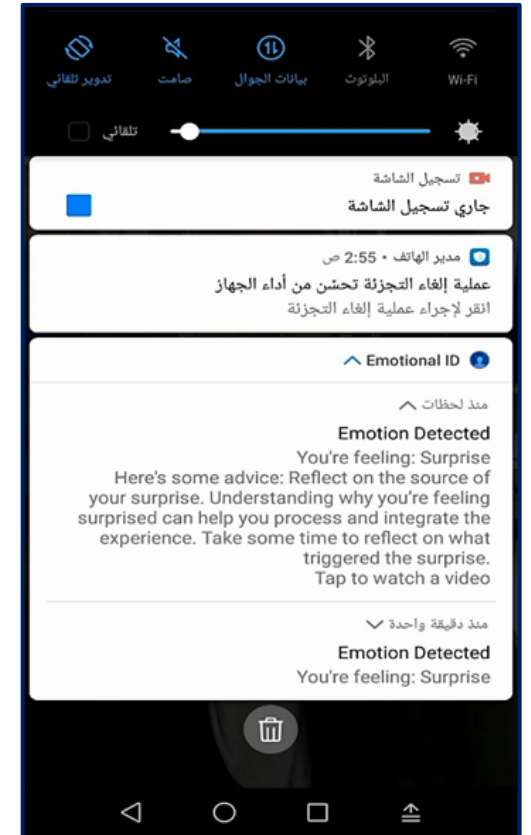 تدوير تلقائي صامت بيانات الجوال البلوتوث Wi-Fi
تلقائي
تسجيل الشاشة
جاري تسجيل الشاشة
مدير الهاتف • 2:55 ص
عملية إلغاء التجزئة تحسّن من أداء الجهاز
انقر لإجراء عملية إلغاء التجزئة
Emotional ID
منذ لحظات
Emotion Detected
You're feeling: Surprise
Here's some advice: Reflect on the source of
your surprise. Understanding why you're feeling
surprised can help you process and integrate the
experience. Take some time to reflect on what
triggered the surprise.
Tap to watch a video
منذ دقيقة واحدة
Emotion Detected
You're feeling: Surprise